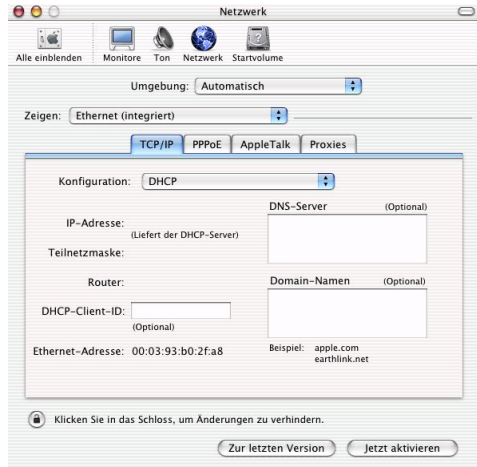 Netzwerk
Alle einblenden Monitore Ton Netzwerk Startvolume
Umgebung: Automatisch
Zeigen: Ethernet (integriert)
TCP/IP PPPoE AppleTalk Proxies
Konfiguration: DHCP
DNS-Server (Optional)
IP-Adresse:
(Liefert der DHCP-Server)
Teilnetzmaske:
Router:
Domain-Namen (Optional)
DHCP-Client-ID:
(Optional)
Ethernet-Adresse: 00:03:93:b0:2f:a8
Beispiel: apple.com
earthlink.net
Klicken Sie in das Schloss, um Änderungen zu verhindern.
Zur letzten Version Jetzt aktivieren